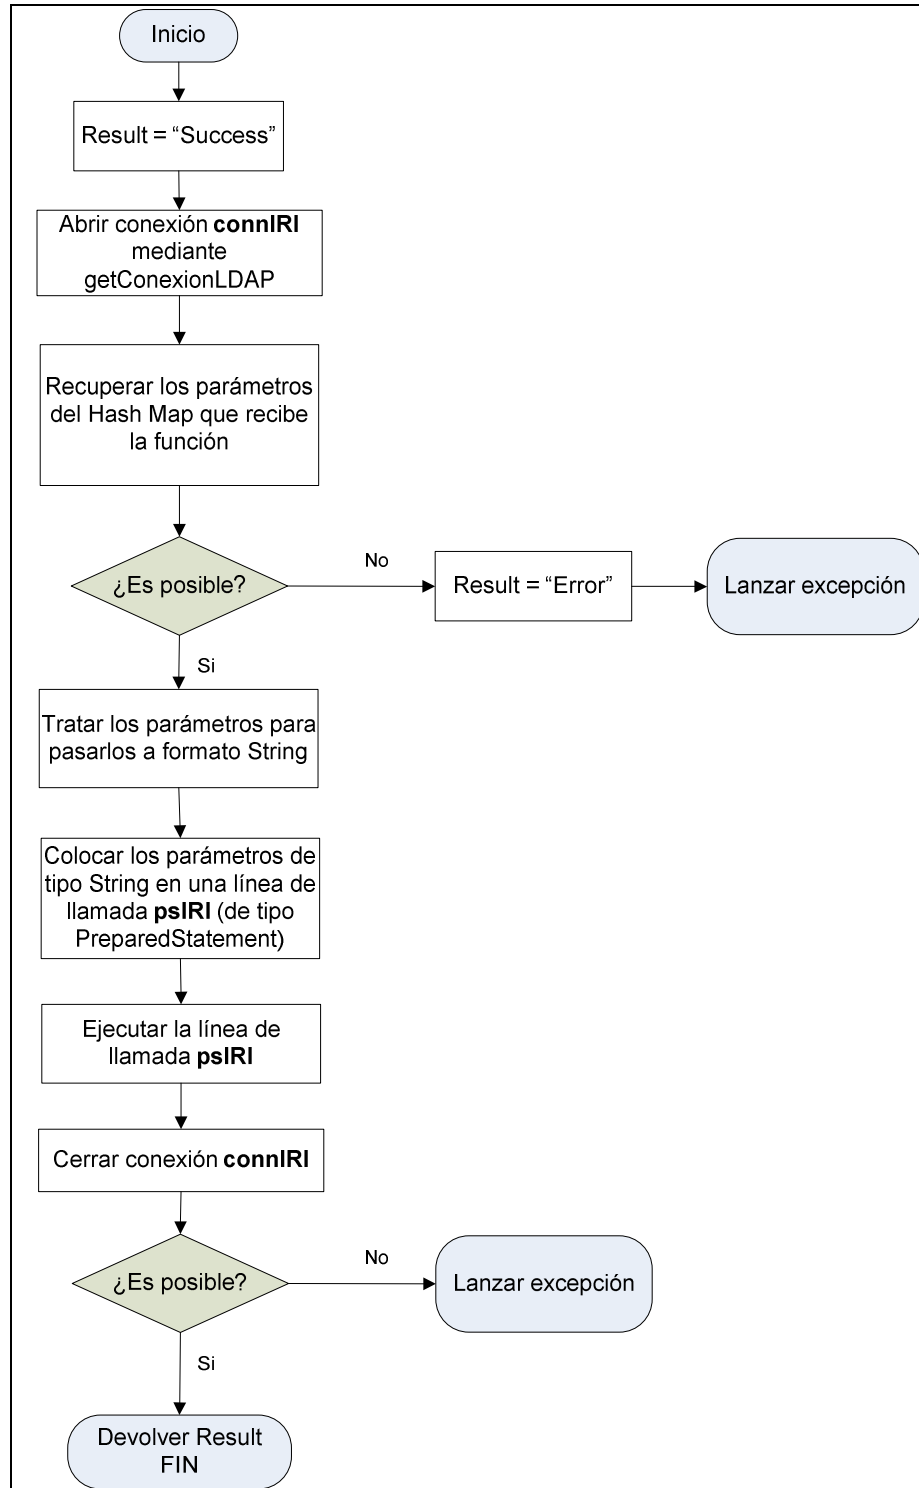 Inicio
Result = “Success”
Abrir conexión connIRI
mediante
getConexionLDAP
Recuperar los parámetros
del Hash Map que recibe
la función
¿Es posible?
No
Result = “Error”
Lanzar excepción
Si
Tratar los parámetros para
pasarlos a formato String
Colocar los parámetros de
tipo String en una línea de
llamada psIRI (de tipo
PreparedStatement)
Ejecutar la línea de
llamada psIRI
Cerrar conexión connIRI
¿Es posible?
No
Lanzar excepción
Si
Devolver Result
FIN